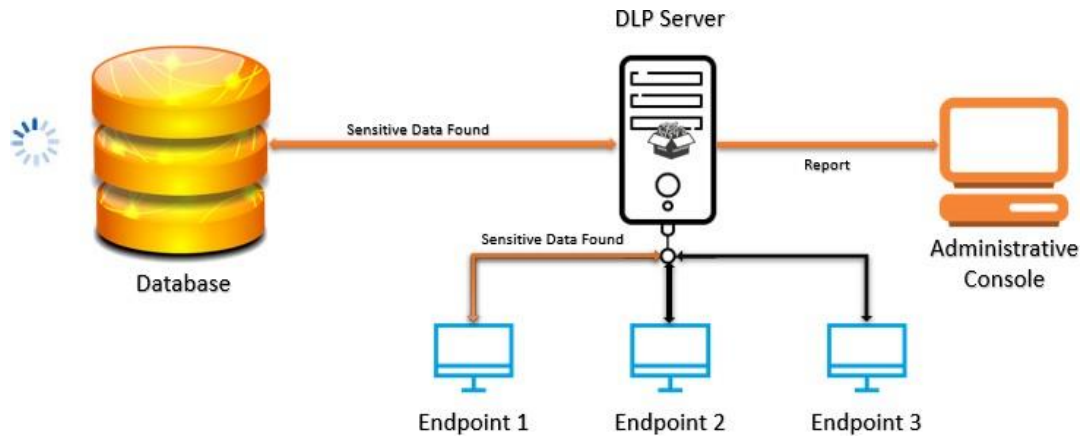 DLP Server
Sensitive Data Found
Report
Sensitive Data Found
Database
Administrative
Console
Endpoint 1
Endpoint 2
Endpoint 3